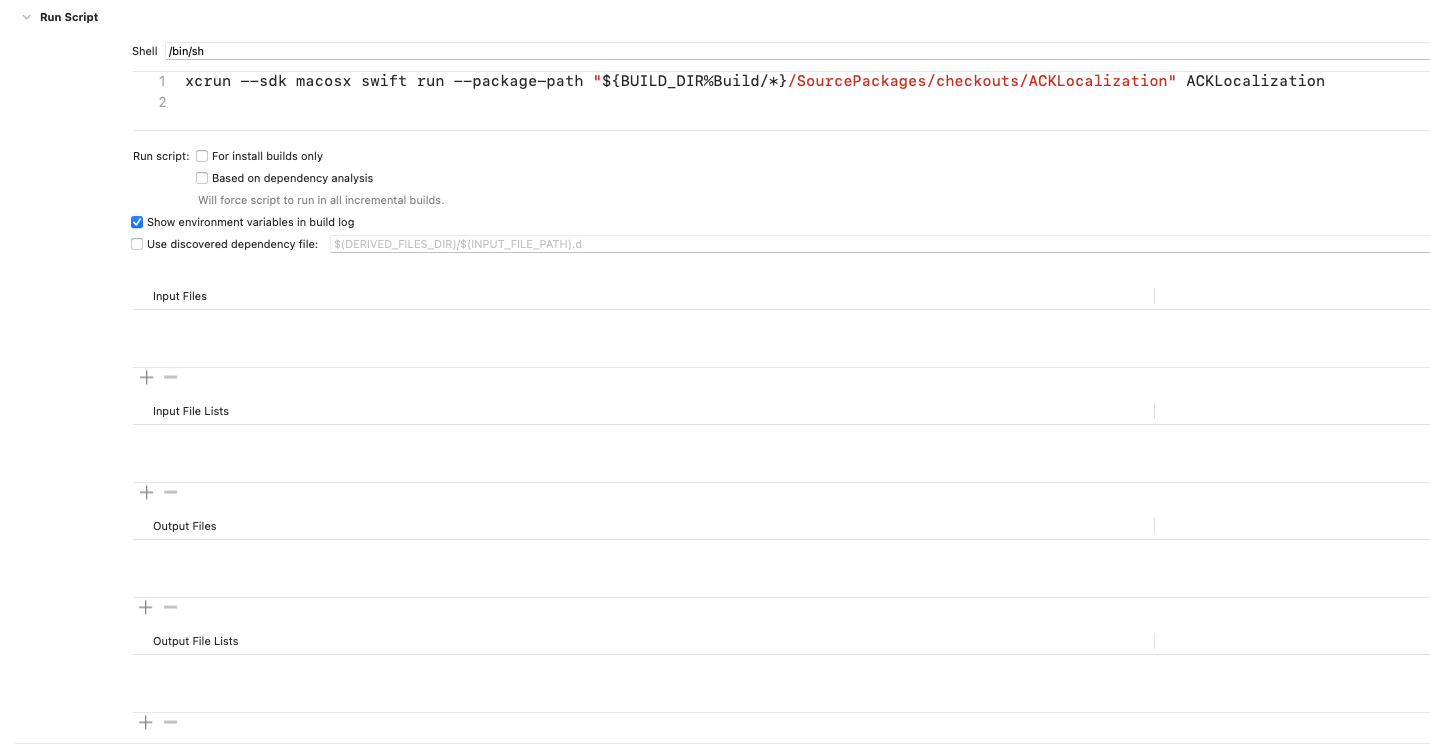 Run Script
Shell /bin/sh
1 xcrun --sdk macosx swift run --package-path "${BUILD_DIR%Build/*}/SourcePackages/checkouts/ACKLocalization" ACKLocalization
2
Run script: For install builds only
Based on dependency analysis
Will force script to run in all incremental builds.
Show environment variables in build log
Use discovered dependency file: $(DERIVED_FILES_DIR)/${INPUT_FILE_PATH}.d
Input Files
Input File Lists
Output Files
Output File Lists